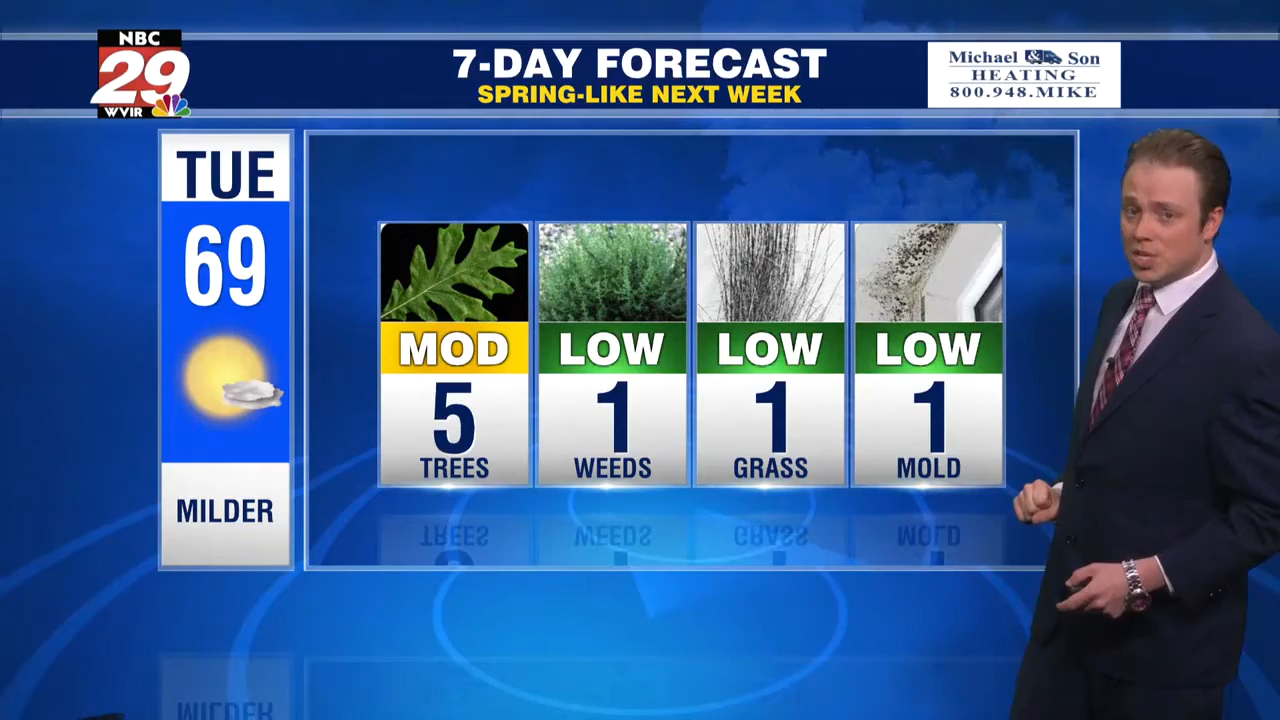 NBC
29
WVIR
7-DAY FORECAST
SPRING-LIKE NEXT WEEK
Michael & Son
HEATING
800.948.MIKE
TUE
69
MILDER
MOD
5
TREES
LOW
1
WEEDS
LOW
1
GRASS
LOW
1
MOLD